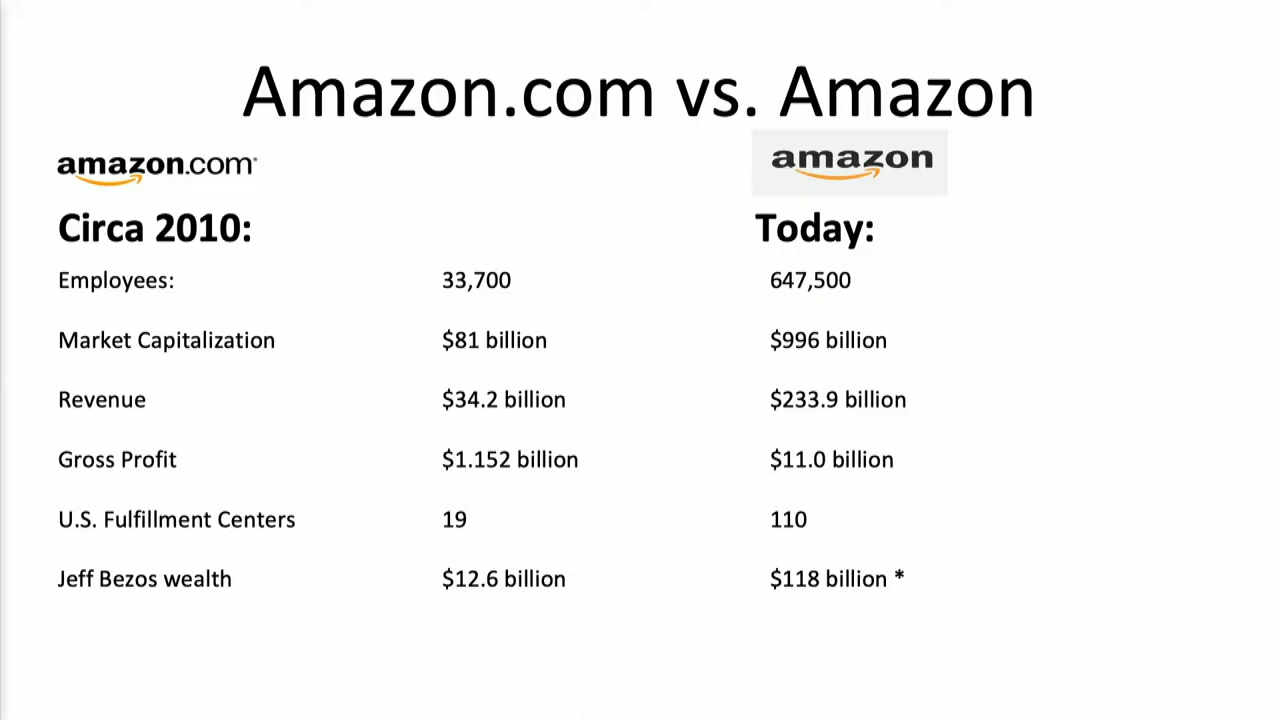 Amazon.com vs. Amazon
amazon.com
amazon
Circa 2010: Today:
Employees: 33,700 647,500
Market Capitalization $81 billion $996 billion
Revenue $34.2 billion $233.9 billion
Gross Profit $1.152 billion $11.0 billion
U.S. Fulfillment Centers 19 110
Jeff Bezos wealth $12.6 billion $118 billion *